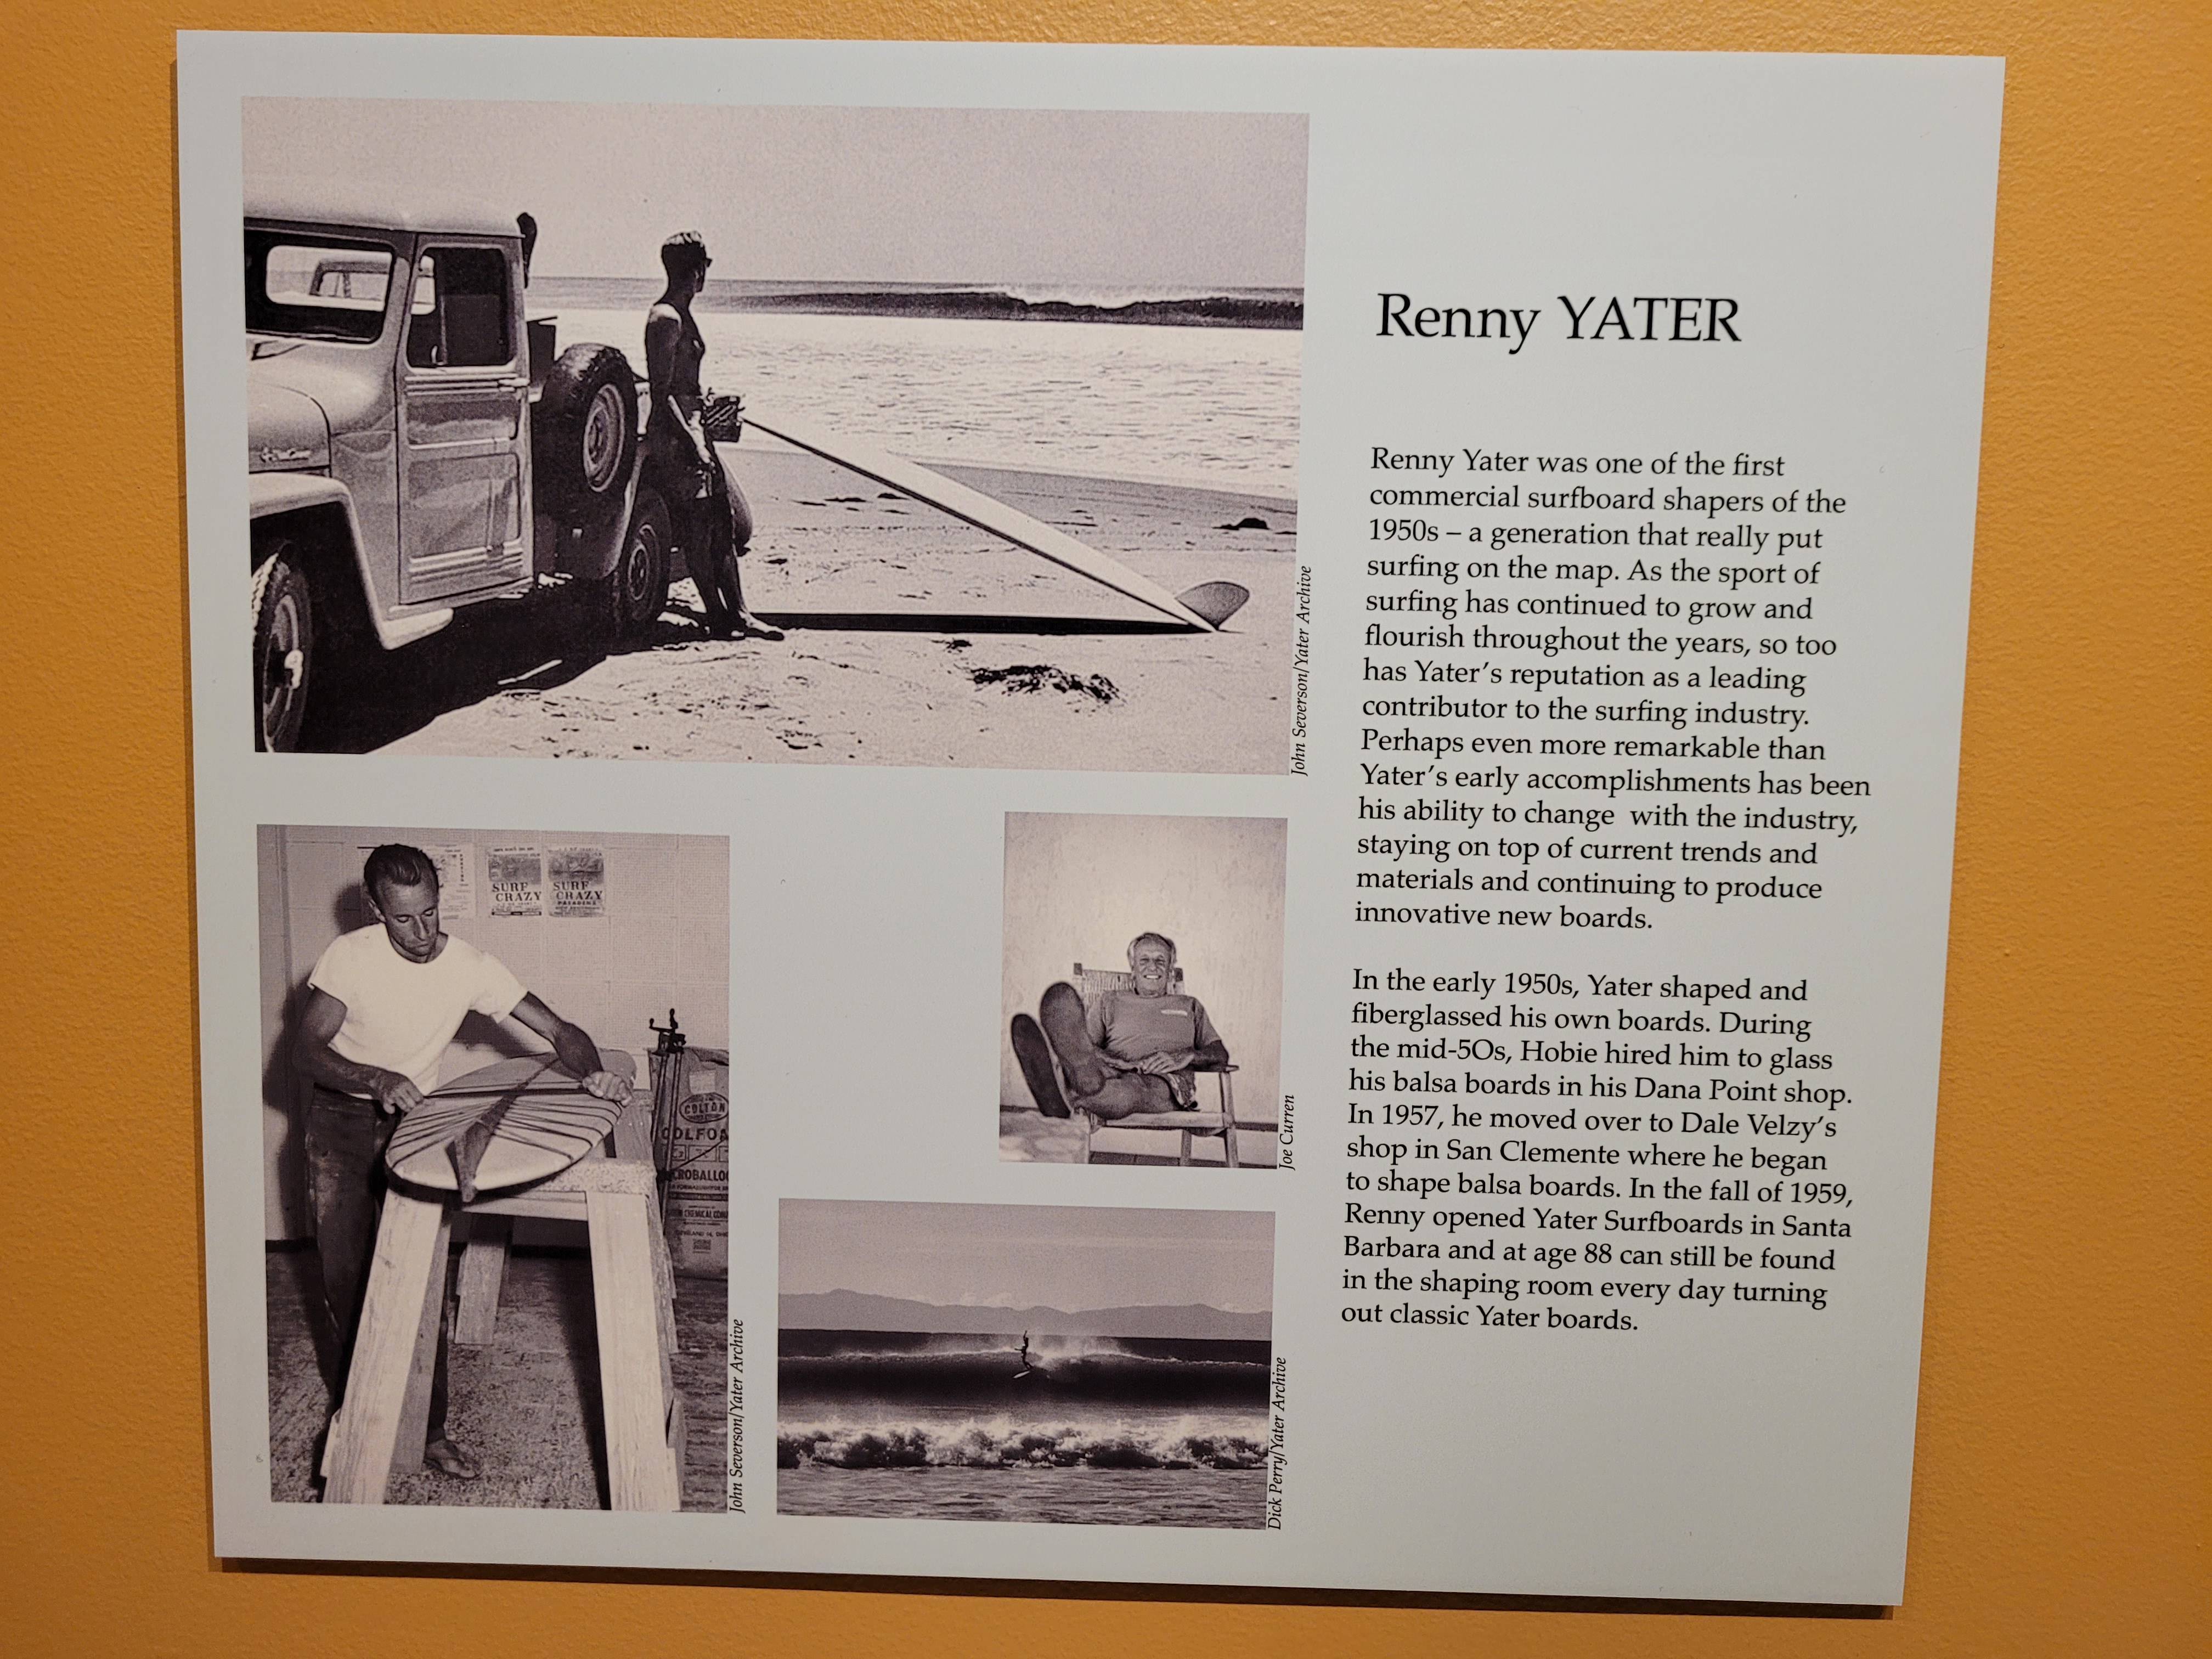 Renny YATER
Renny Yater was one of the first
commercial surfboard shapers of the
1950s – a generation that really put
surfing on the map. As the sport of
surfing has continued to grow and
flourish throughout the years, so too
has Yater's reputation as a leading
contributor to the surfing industry.
Perhaps even more remarkable than
Yater's early accomplishments has been
his ability to change  with the industry,
staying on top of current trends and
materials and continuing to produce
innovative new boards.
In the early 1950s, Yater shaped and
fiberglassed his own boards. During
the mid-5Os, Hobie hired him to glass
his balsa boards in his Dana Point shop.
In 1957, he moved over to Dale Velzy's
shop in San Clemente where he began
to shape balsa boards. In the fall of 1959,
Renny opened Yater Surfboards in Santa
Barbara and at age 88 can still be found
in the shaping room every day turning
out classic Yater boards.
John Severson/Yater Archive
SURF
CRAZY
SURF
CRAZY
PASADENA
COLTON
John Severson/Yater Archive
Joe Curren
Dick Perry/Yater Archive